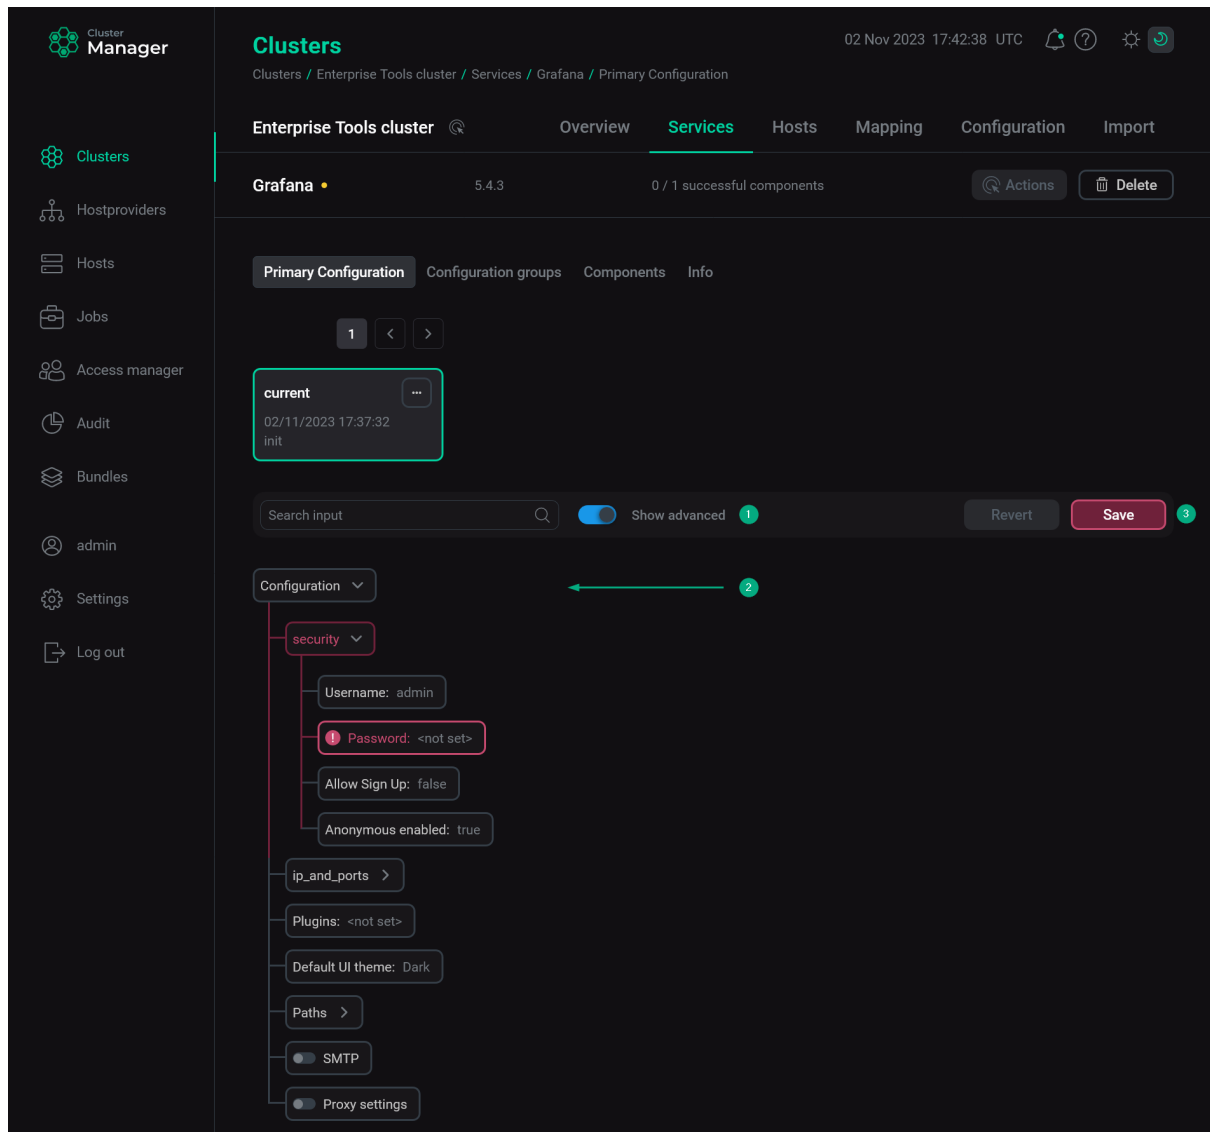 Cluster
Manager
Clusters
02 Nov 2023 17:42:38 UTC
Clusters / Enterprise Tools cluster / Services / Grafana / Primary Configuration
Enterprise Tools cluster
Overview
Services
Hosts
Mapping
Configuration
Import
Clusters
Hostproviders
Hosts
Jobs
Access manager
Audit
Bundles
admin
Settings
Log out
Grafana
5.4.3
0 / 1 successful components
Actions
Delete
Primary Configuration
Configuration groups
Components
Info
1
current
02/11/2023 17:37:32
init
Search input
Show advanced
1
Revert
Save
3
Configuration
2
security
Username: admin
! Password: <not set>
Allow Sign Up: false
Anonymous enabled: true
ip_and_ports
Plugins: <not set>
Default UI theme: Dark
Paths
SMTP
Proxy settings